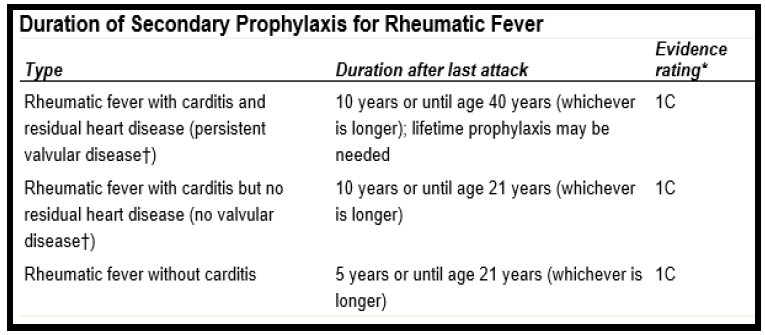 Duration of Secondary Prophylaxis for Rheumatic Fever
Evidence
Type Duration after last attack rating*
Rheumatic fever with carditis and 10 years or until age 40 years (whichever 1C
residual heart disease (persistent is longer); lifetime prophylaxis may be
valvular disease†) needed
Rheumatic fever with carditis but no 10 years or until age 21 years (whichever 1C
residual heart disease (no valvular is longer)
disease†)
Rheumatic fever without carditis 5 years or until age 21 years (whichever is 1C
longer)